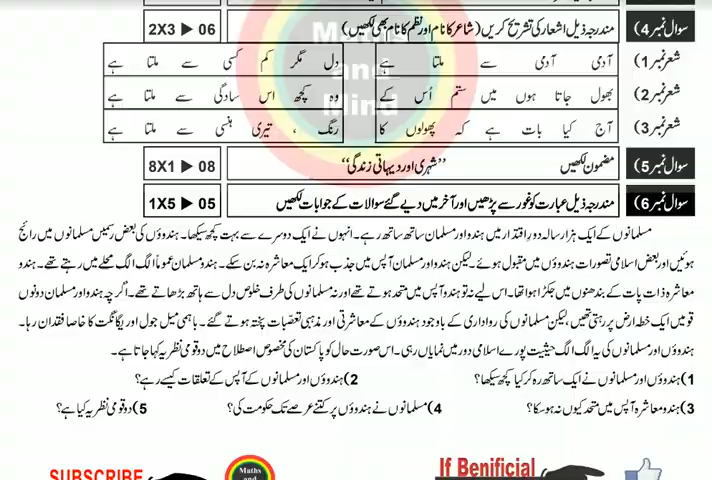 سوال نمبر 4) مندرجہ ذیل اشعار کی تشریح کریں (شاعر کا نام اور نظم کا نام بھی لکھیں) 2X3 ▶ 06
شعر نمبر 1) آدمی آدمی سے ملتا ہے دل مگر کم کسی سے ملتا ہے
شعر نمبر 2) بھول جاتا ہوں میں ستم اُس کے وہ کچھ اس سادگی سے ملتا ہے
شعر نمبر 3) آج کیا بات ہے کہ پھولوں کا رنگ ، تیری ہنسی سے ملتا ہے
سوال نمبر 5) مضمون لکھیں "شہری اور دیہاتی زندگی" 8X1 ▶ 08
سوال نمبر 6) مندرجہ ذیل عبارت کو غور سے پڑھیں اور آخر میں دیے گئے سوالات کے جوابات لکھیں 1X5 ▶ 05
مسلمانوں کے ایک ہزار سالہ دورِ اقتدار میں ہندو اور مسلمان ساتھ ساتھ رہے۔ انہوں نے ایک دوسرے سے بہت کچھ سیکھا۔ ہندوؤں کی بعض رسمیں مسلمانوں میں رائج
ہوئیں اور بعض اسلامی تصورات ہندوؤں میں مقبول ہوئے۔ لیکن ہندو اور مسلمان آپس میں جذب ہو کر ایک معاشرہ نہ بن سکے۔ ہندو مسلمان عموماً الگ الگ محلے میں رہتے تھے۔ ہندو
معاشرہ ذات پات کے بندھنوں میں جکڑا ہوا تھا۔ اس لیے نہ تو ہندو آپس میں متحد ہوتے تھے اور نہ مسلمانوں کی طرف خلوص دل سے ہاتھ بڑھاتے تھے۔ اگرچہ ہندو اور مسلمان دونوں
قومیں ایک خطہ ارض پر رہتی تھیں، لیکن مسلمانوں کی رواداری کے باوجود ہندوؤں کے معاشرتی اور مذہبی تعصبات پختہ ہوتے گئے۔ باہمی میل جول اور یگانگت کا خاصا فقدان رہا۔
ہندوؤں اور مسلمانوں کی یہ الگ الگ حیثیت پورے اسلامی دور میں نمایاں رہی۔ اس صورت حال کو پاکستان کی مخصوص اصطلاح میں دو قومی نظریہ کہا جاتا ہے۔
1) ہندوؤں اور مسلمانوں نے ایک ساتھ رہ کر کیا کچھ سیکھا؟ 2) ہندوؤں اور مسلمانوں کے آپس کے تعلقات کیسے رہے؟
3) ہندو معاشرہ آپس میں متحد کیوں نہ ہو سکا؟ 4) مسلمانوں نے ہندوؤں پر کتنے عرصے تک حکومت کی؟ 5) دو قومی نظریہ کیا ہے؟
Maths
and
Mind
SUBSCRIBE
Maths
and
If Benificial